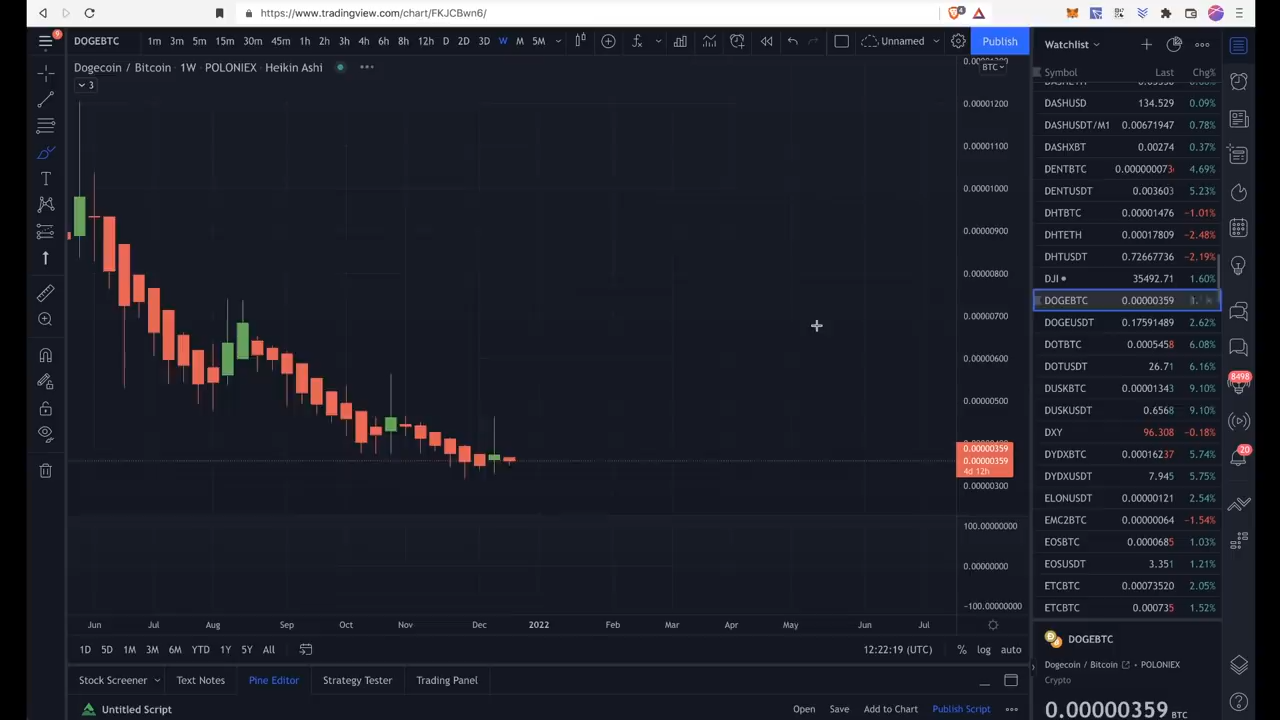 https://www.tradingview.com/chart/FKJCBwn6/
9
DOGEBTC 1m 3m 5m 15m 30m 45m 1h 2h 3h 4h 6h 8h 12h D 2D 3D W M 5M Unnamed Publish
Dogecoin / Bitcoin · 1W · POLONIEX Heikin Ashi
3
BTC
0.00001200
0.00001100
0.00001000
0.00000900
0.00000800
0.00000700
0.00000600
0.00000500
0.00000359
0.00000359
4d 12h
0.00000300
100.00000000
0.00000000
-100.0000000
Jun Jul Aug Sep Oct Nov Dec 2022 Feb Mar Apr May Jun Jul
1D 5D 1M 3M 6M YTD 1Y 5Y All 12:22:19 (UTC) % log auto
Stock Screener Text Notes Pine Editor Strategy Tester Trading Panel
Untitled Script Open Save Add to Chart Publish Script
Watchlist
Symbol Last Chg%
DASHUSD 134.529 0.09%
DASHUSDT/M1 0.00671947 0.78%
DASHXBT 0.00274 0.37%
DENTBTC 4.69%
DENTUSDT 0.003603 5.23%
DHTBTC 0.00001476 −1.01%
DHTETH 0.00017809 −2.48%
DHTUSDT 0.72667736 −2.19%
DJI 35492.71 1.60%
DOGEBTC 0.00000359
DOGEUSDT 0.17591489 2.62%
DOTBTC 0.0005458 6.08%
DOTUSDT 26.71 6.16%
DUSKBTC 0.00001343 9.10%
DUSKUSDT 0.6568 9.10%
DXY 96.308 −0.18%
DYDXBTC 0.00016237 5.74%
DYDXUSDT 7.945 5.75%
ELONUSDT 0.00000121 2.54%
EMC2BTC 0.00000064 −1.54%
EOSBTC 0.0000685 1.03%
EOSUSDT 3.351 1.21%
ETCBTC 0.00073520 2.05%
ETCBTC 0.000735 1.52%
DOGEBTC
Dogecoin / Bitcoin · POLONIEX
Crypto
0.00000359 BTC
8498
20